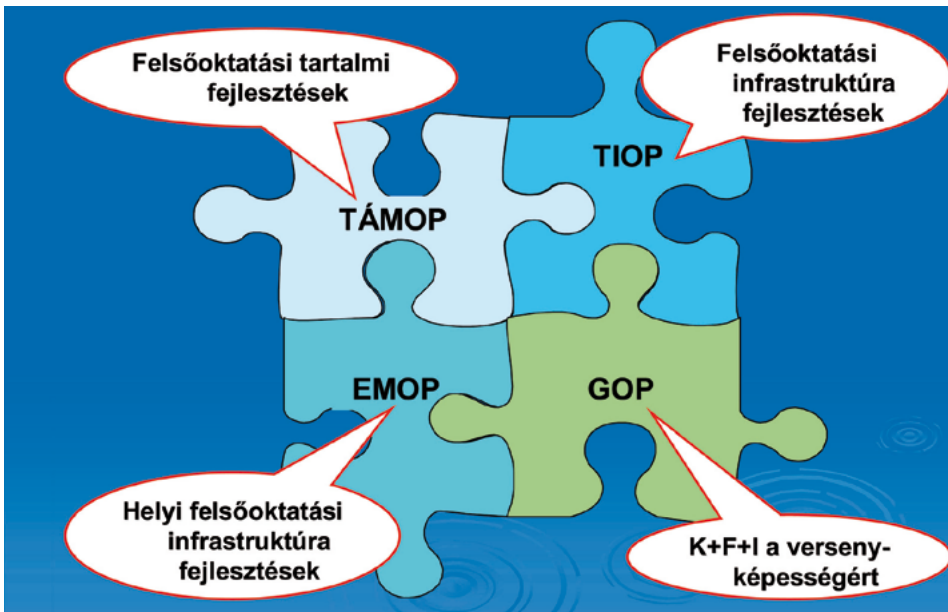 Felsőoktatási tartalmi
fejlesztések
Felsőoktatási
infrastruktúra
fejlesztések
TIOP
TÁMOP
EMOP
GOP
Helyi felsőoktatási
infrastruktúra
fejlesztések
K+F+I a verseny-
képességért